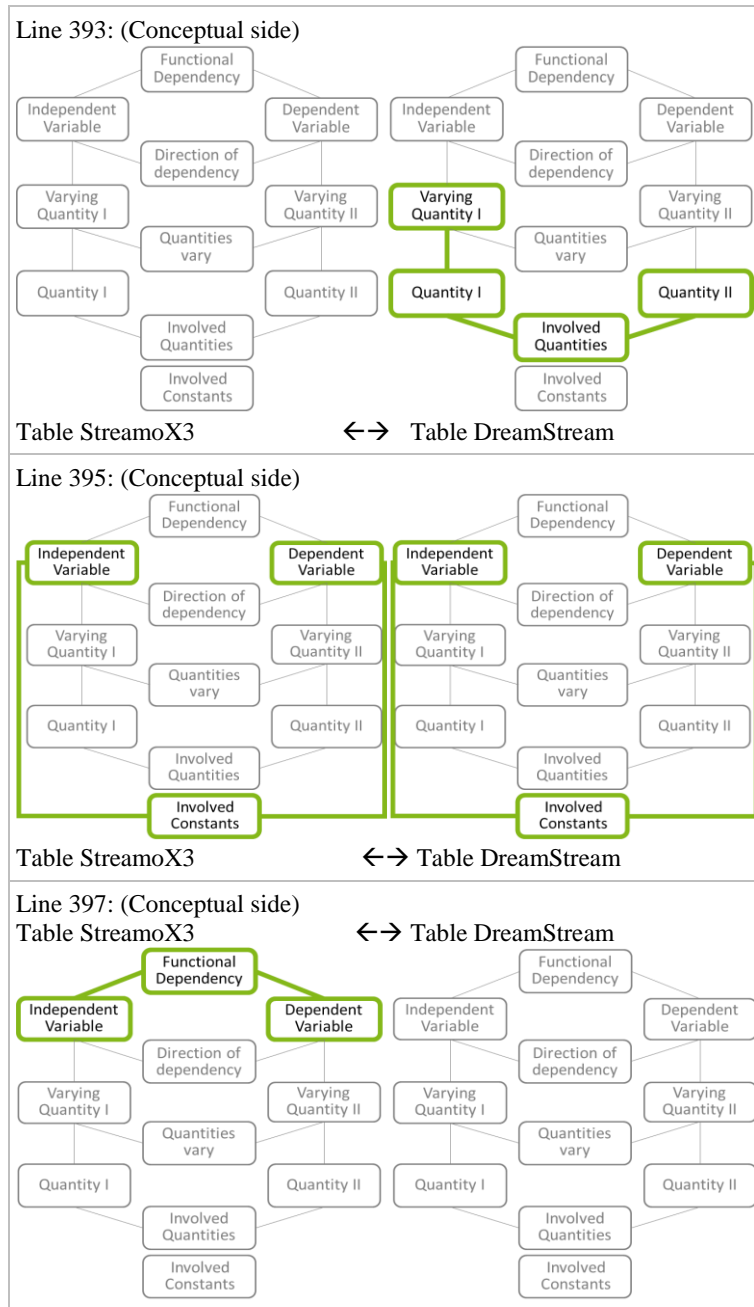 Line 393: (Conceptual side)
Functional Dependency Functional Dependency
Independent Variable Dependent Variable Independent Variable Dependent Variable
Direction of dependency Direction of dependency
Varying Quantity I Varying Quantity II Varying Quantity I Varying Quantity II
Quantities vary Quantities vary
Quantity I Quantity II Quantity I Quantity II
Involved Quantities Involved Quantities
Involved Constants Involved Constants
Table StreamoX3 ←→ Table DreamStream
Line 395: (Conceptual side)
Functional Dependency Functional Dependency
Independent Variable Dependent Variable Independent Variable Dependent Variable
Direction of dependency Direction of dependency
Varying Quantity I Varying Quantity II Varying Quantity I Varying Quantity II
Quantities vary Quantities vary
Quantity I Quantity II Quantity I Quantity II
Involved Quantities Involved Quantities
Involved Constants Involved Constants
Table StreamoX3 ←→ Table DreamStream
Line 397: (Conceptual side)
Table StreamoX3 ←→ Table DreamStream
Functional Dependency Functional Dependency
Independent Variable Dependent Variable Independent Variable Dependent Variable
Direction of dependency Direction of dependency
Varying Quantity I Varying Quantity II Varying Quantity I Varying Quantity II
Quantities vary Quantities vary
Quantity I Quantity II Quantity I Quantity II
Involved Quantities Involved Quantities
Involved Constants Involved Constants